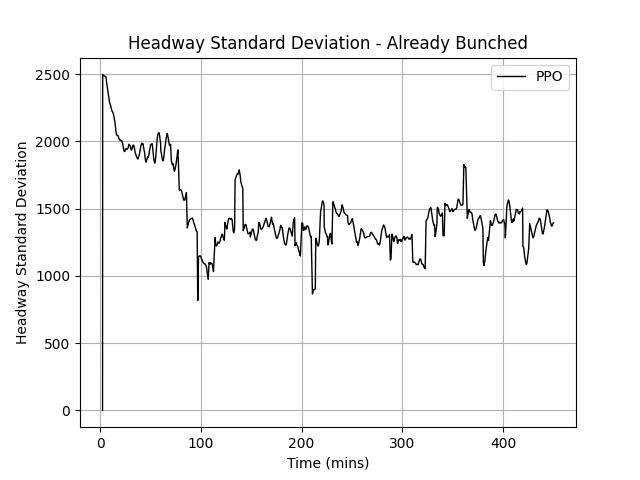 Headway Standard Deviation - Already Bunched
PPO
Headway Standard Deviation
2500
2000
1500
1000
500
0
0 100 200 300 400
Time (mins)